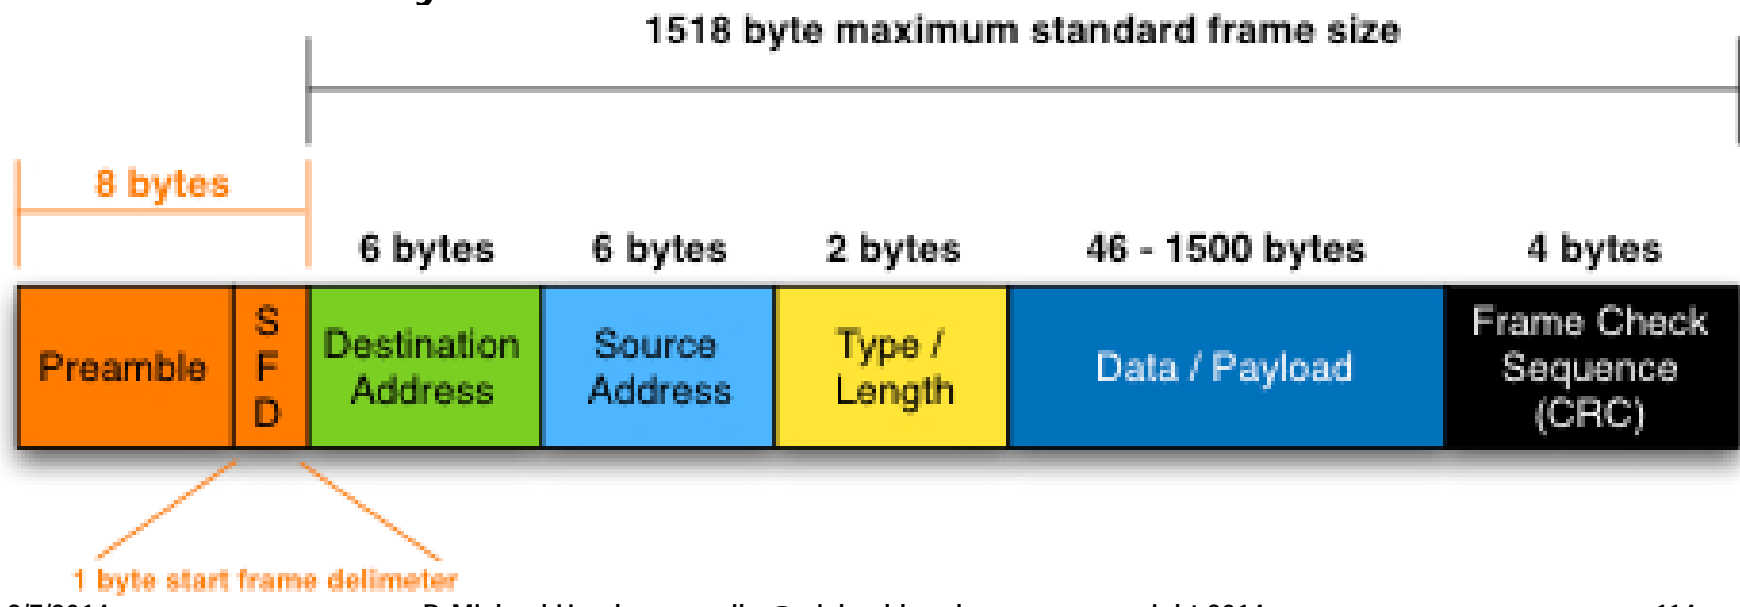 1518 byte maximum standard frame size
8 bytes
6 bytes
6 bytes
2 bytes
46 - 1500 bytes
4 bytes
Preamble
S
F
D
Destination
Address
Source
Address
Type /
Length
Data / Payload
Frame Check
Sequence
(CRC)
1 byte start frame delimeter